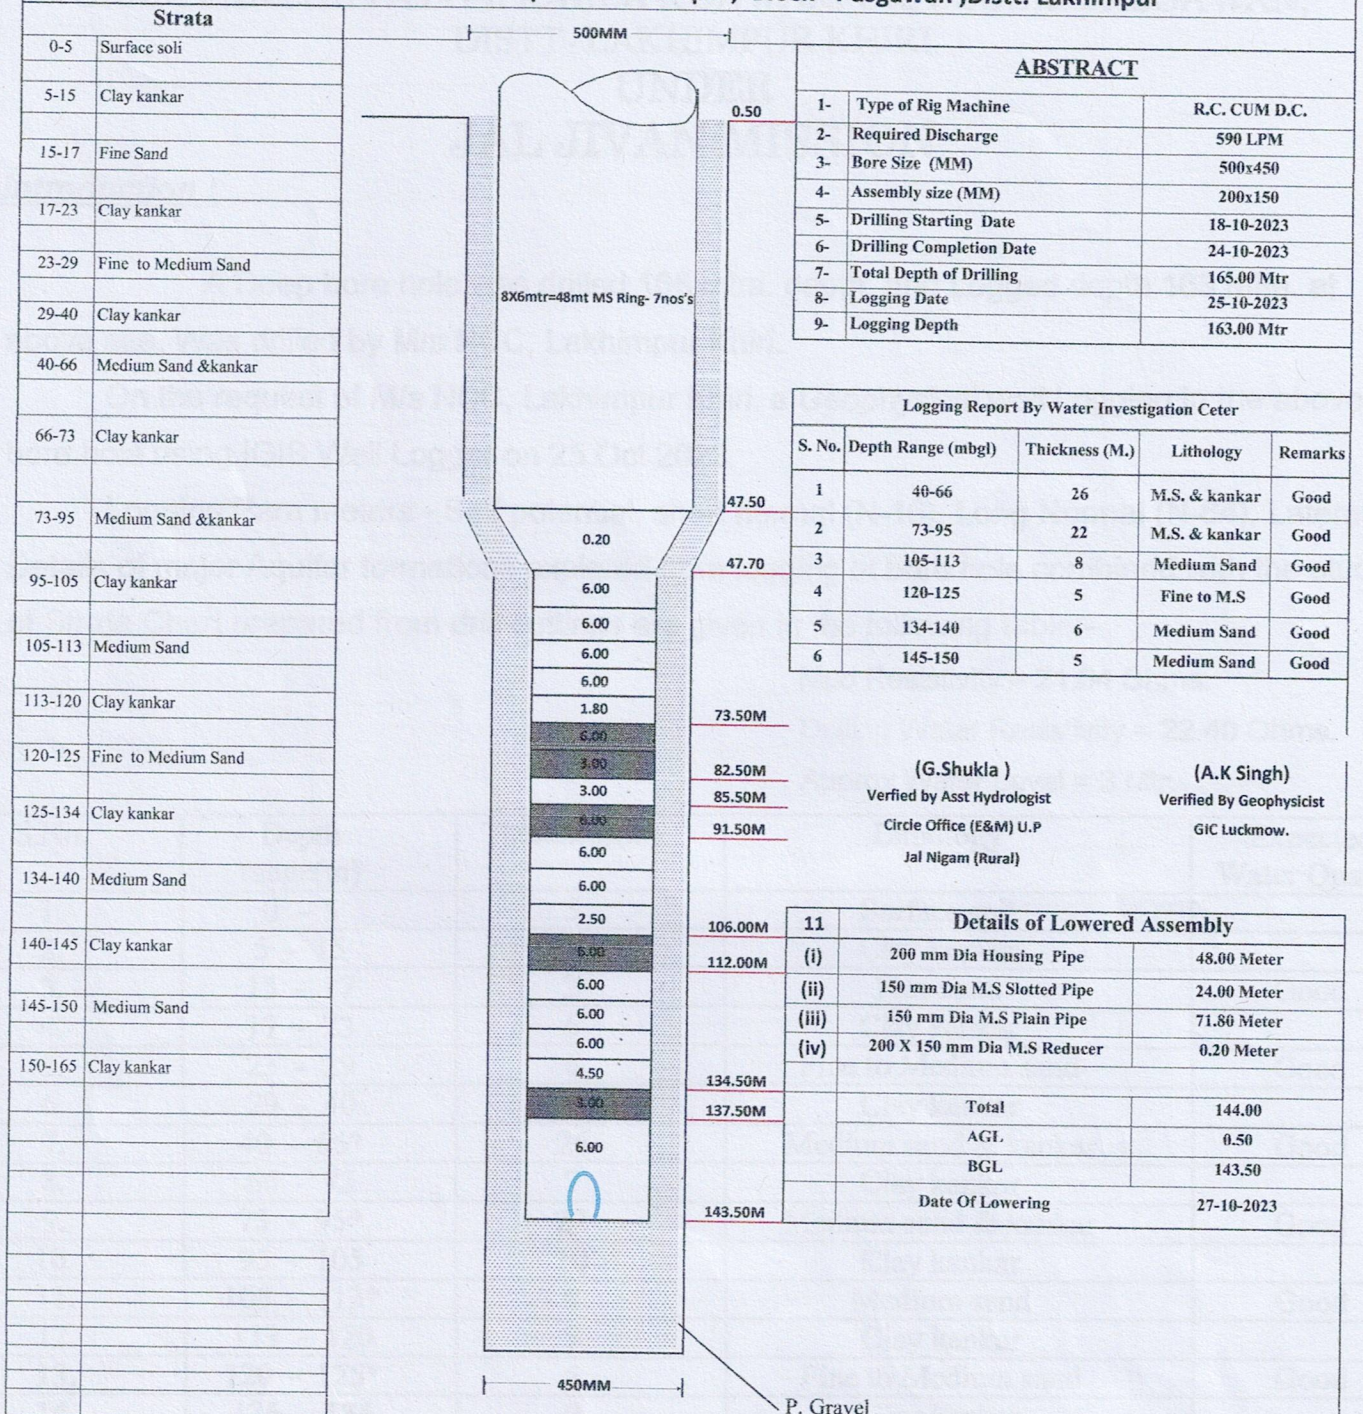 Strata
0-5 Surface soli
5-15 Clay kankar
15-17 Fine Sand
17-23 Clay kankar
23-29 Fine to Medium Sand
29-40 Clay kankar
40-66 Medium Sand &kankar
66-73 Clay kankar
73-95 Medium Sand &kankar
95-105 Clay kankar
105-113 Medium Sand
113-120 Clay kankar
120-125 Fine to Medium Sand
125-134 Clay kankar
134-140 Medium Sand
140-145 Clay kankar
145-150 Medium Sand
150-165 Clay kankar
500MM
0.50
8X6mtr=48mt MS Ring- 7nos's
47.50
0.20
47.70
6.00
6.00
6.00
6.00
1.80
73.50M
6.00
3.00
82.50M
3.00
85.50M
6.00
91.50M
6.00
6.00
2.50
106.00M
6.00
112.00M
6.00
6.00
6.00
4.50
134.50M
3.00
137.50M
6.00
143.50M
450MM
P. Gravel
ABSTRACT
1- Type of Rig Machine R.C. CUM D.C.
2- Required Discharge 590 LPM
3- Bore Size (MM) 500x450
4- Assembly size (MM) 200x150
5- Drilling Starting Date 18-10-2023
6- Drilling Completion Date 24-10-2023
7- Total Depth of Drilling 165.00 Mtr
8- Logging Date 25-10-2023
9- Logging Depth 163.00 Mtr
Logging Report By Water Investigation Ceter
S. No. Depth Range (mbgl) Thickness (M.) Lithology Remarks
1 40-66 26 M.S. & kankar Good
2 73-95 22 M.S. & kankar Good
3 105-113 8 Medium Sand Good
4 120-125 5 Fine to M.S Good
5 134-140 6 Medium Sand Good
6 145-150 5 Medium Sand Good
(G.Shukla )
Verfied by Asst Hydrologist
Circle Office (E&M) U.P
Jal Nigam (Rural)
(A.K Singh)
Verified By Geophysicist
GiC Luckmow.
11 Details of Lowered Assembly
(i) 200 mm Dia Housing Pipe 48.00 Meter
(ii) 150 mm Dia M.S Slotted Pipe 24.00 Meter
(iii) 150 mm Dia M.S Plain Pipe 71.80 Meter
(iv) 200 X 150 mm Dia M.S Reducer 0.20 Meter
Total 144.00
AGL 0.50
BGL 143.50
Date Of Lowering 27-10-2023